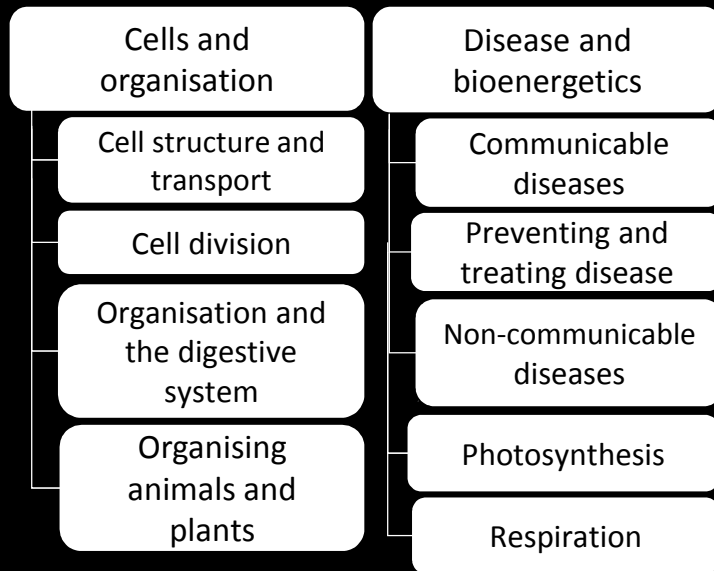 Cells and
organisation
Cell structure and
transport
Cell division
Organisation and
the digestive
system
Organising
animals and
plants
Disease and
bioenergetics
Communicable
diseases
Preventing and
treating disease
Non-communicable
diseases
Photosynthesis
Respiration